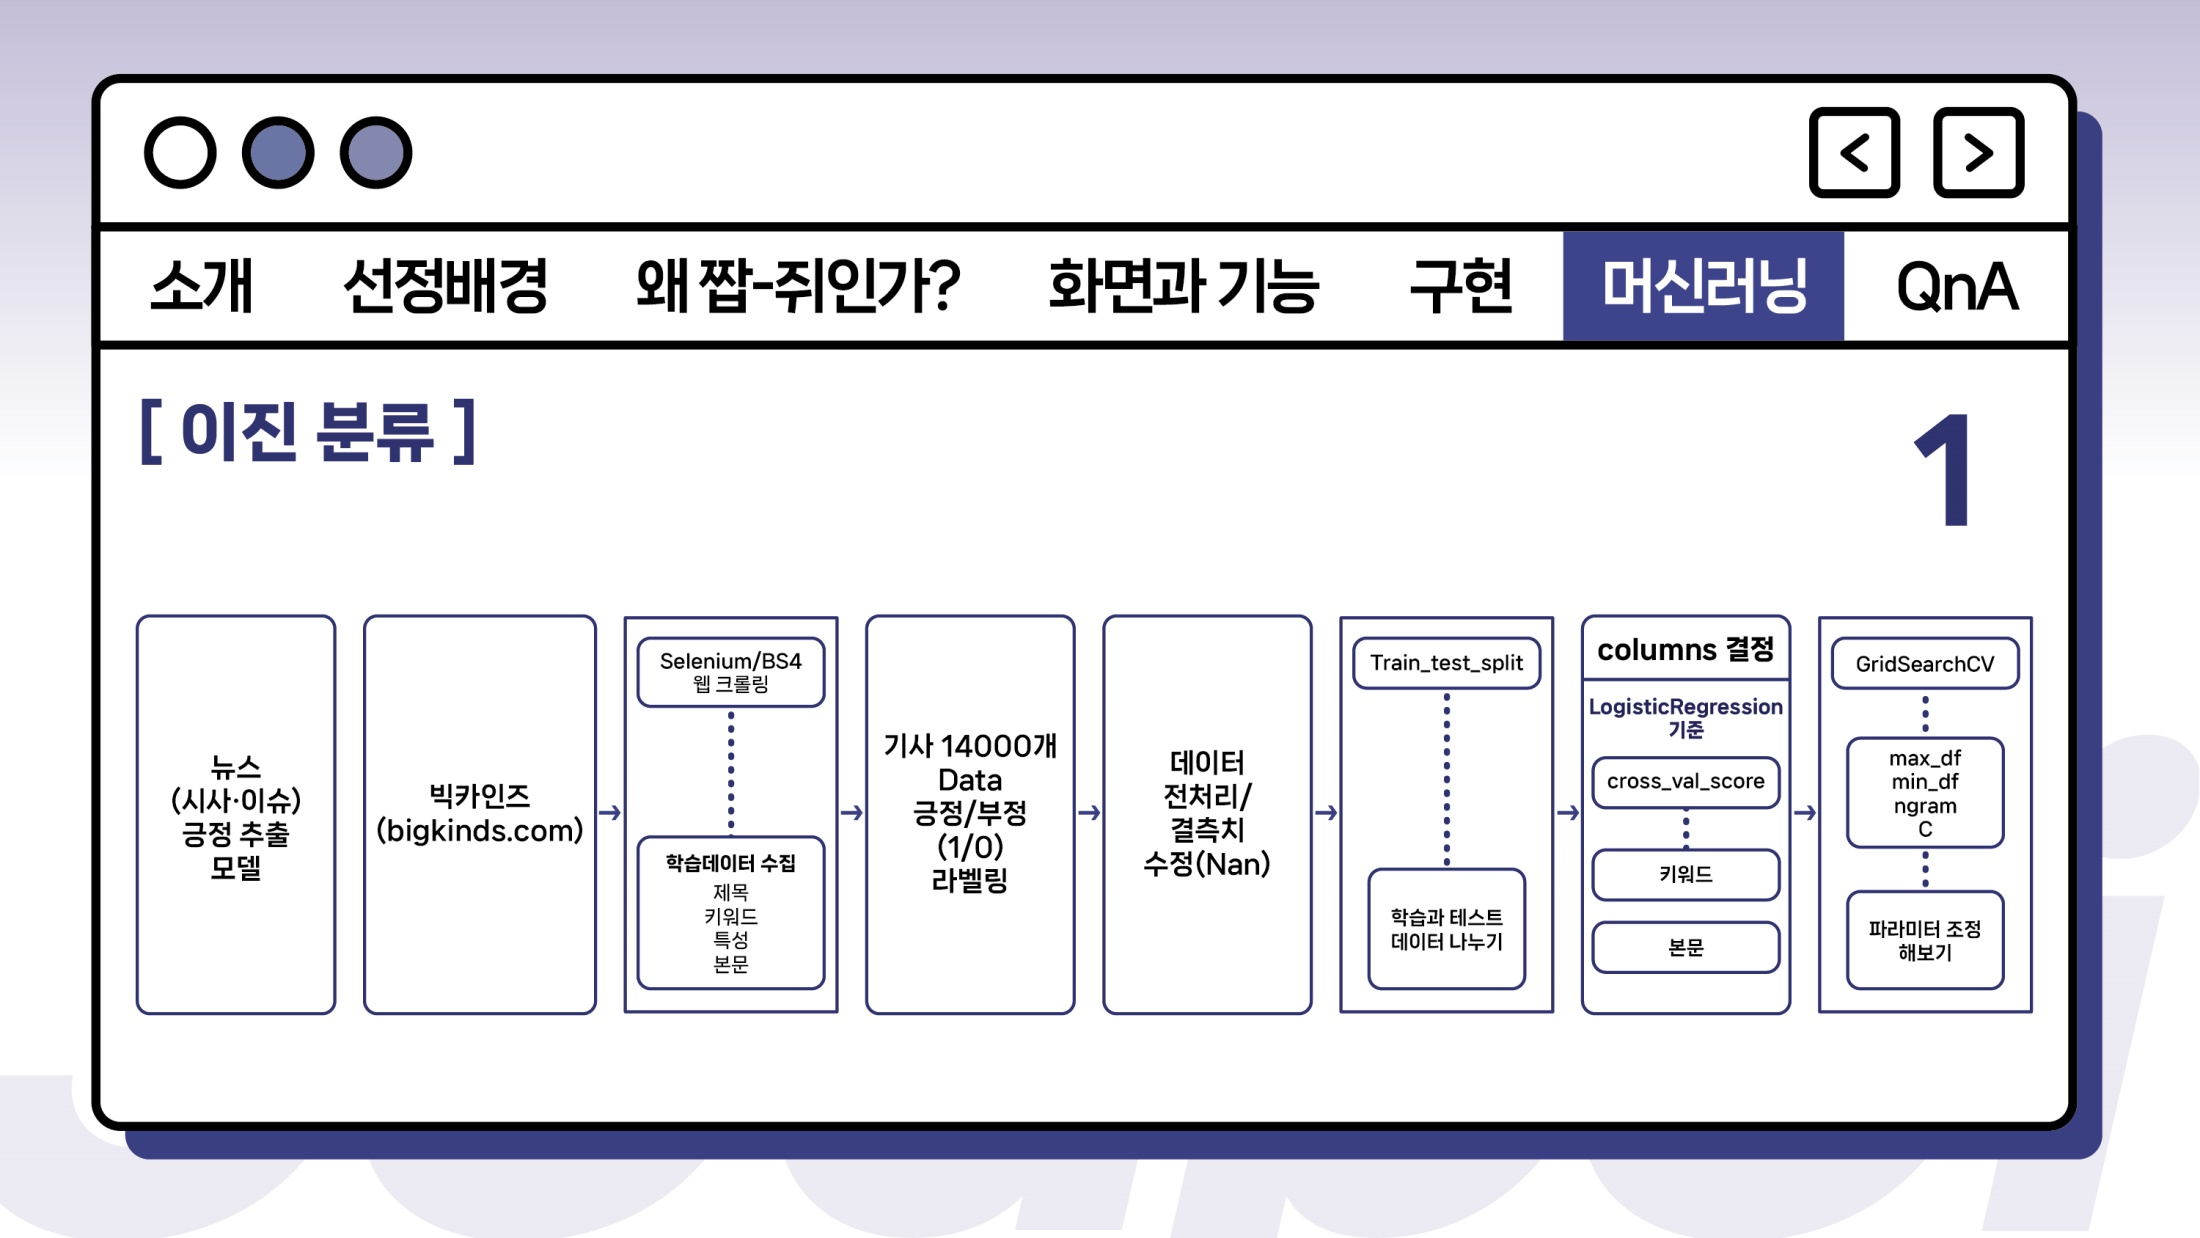 소개 선정배경 왜 짭-쥐인가? 화면과 기능 구현 머신러닝 QnA
[ 이진 분류 ]
1
뉴스
(시사·이슈)
긍정 추출
모델
빅카인즈
(bigkinds.com)
→
Selenium/BS4
웹 크롤링
학습데이터 수집
제목
키워드
특성
본문
→
기사 14000개
Data
긍정/부정
(1/0)
라벨링
→
데이터
전처리/
결측치
수정(Nan)
→
Train_test_split
학습과 테스트
데이터 나누기
→
columns 결정
LogisticRegression
기준
cross_val_score
키워드
본문
→
GridSearchCV
max_df
min_df
ngram
C
파라미터 조정
해보기